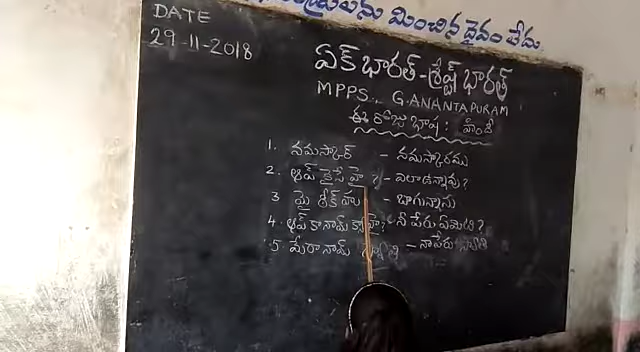 మించిన దైవం లేదు.
DATE
29-11-2018
ఏక్ భారత్-శ్రేష్ట్ భారత్
MPPS., G.ANANTAPURAM
ఈ రోజు భాష: హిందీ
1. నమస్కార్ - నమస్కారము
2. ఆప్ కైసే హై? - ఎలా ఉన్నావు?
3 మై ఠీక్ హు - బాగున్నాను
4. ఆప్ కా నామ్ క్యాహై? - నీ పేరు ఏమిటి?
5. మేరా నామ్ - నా పేరు